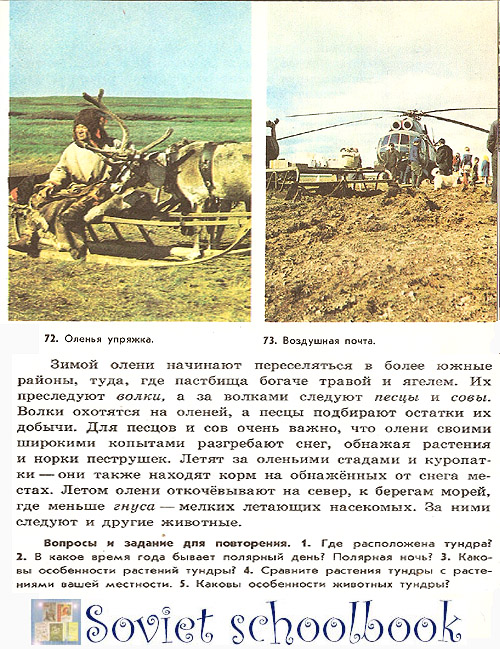 72. Оленья упряжка.
73. Воздушная почта.
Зимой олени начинают переселяться в более южные
районы, туда, где пастбища богаче травой и ягелем. Их
преследуют волки, а за волками следуют песцы и совы.
Волки охотятся на оленей, а песцы подбирают остатки их
добычи. Для песцов и сов очень важно, что олени своими
широкими копытами разгребают снег, обнажая растения
и норки пеструшек. Летят за оленьими стадами и куропат-
ки — они также находят корм на обнажённых от снега ме-
стах. Летом олени откочёвывают на север, к берегам морей,
где меньше гнуса — мелких летающих насекомых. За ними
следуют и другие животные.
Вопросы и задание для повторения. 1. Где расположена тундра?
2. В какое время года бывает полярный день? Полярная ночь? 3. Како-
вы особенности растений тундры? 4. Сравните растения тундры с расте-
ниями вашей местности. 5. Каковы особенности животных тундры?
Soviet schoolbook